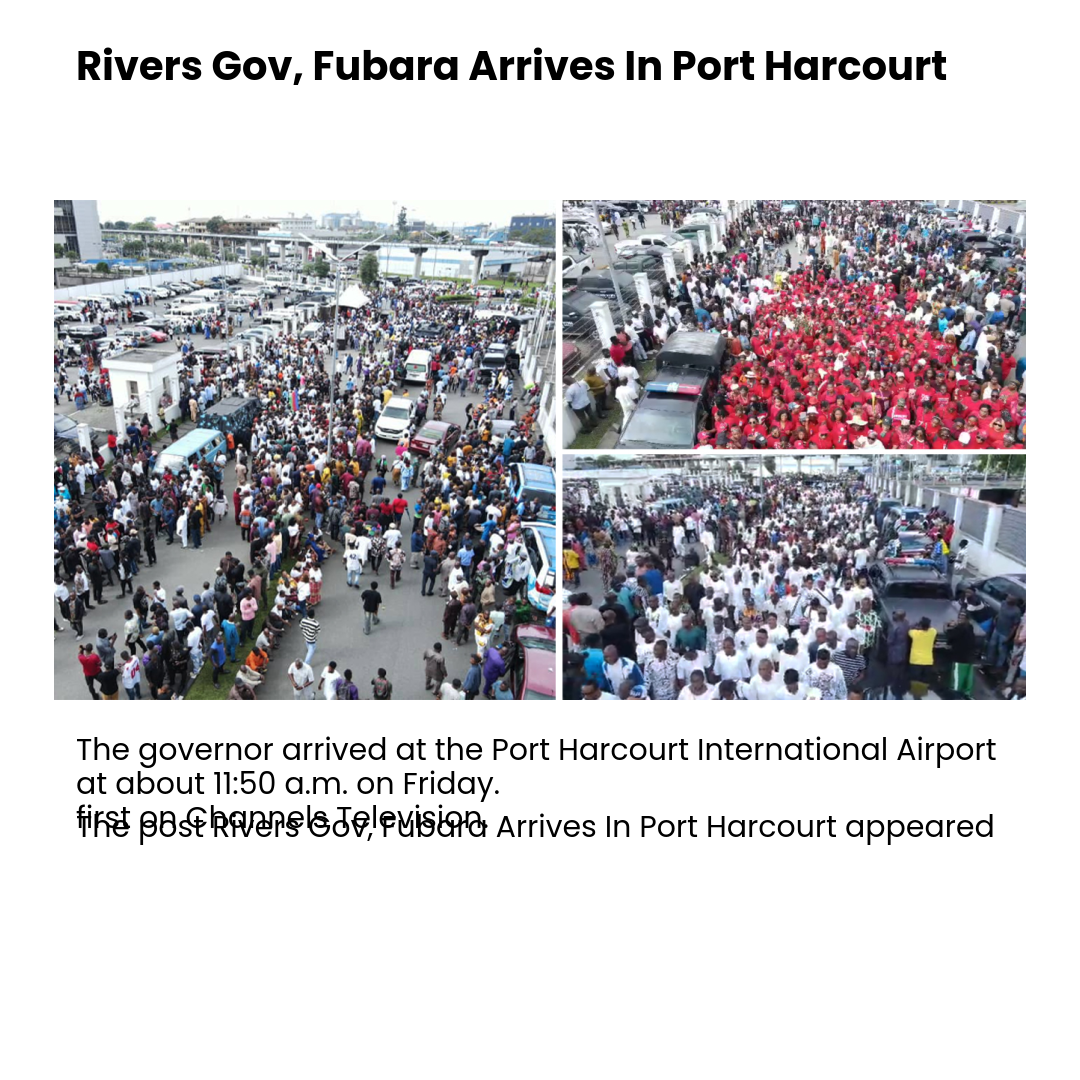 Rivers Gov, Fubara Arrives In Port Harcourt
The governor arrived at the Port Harcourt International Airport
at about 11:50 a.m. on Friday.
The post Rivers Gov, Fubara Arrives In Port Harcourt appeared
first on Channels Television.